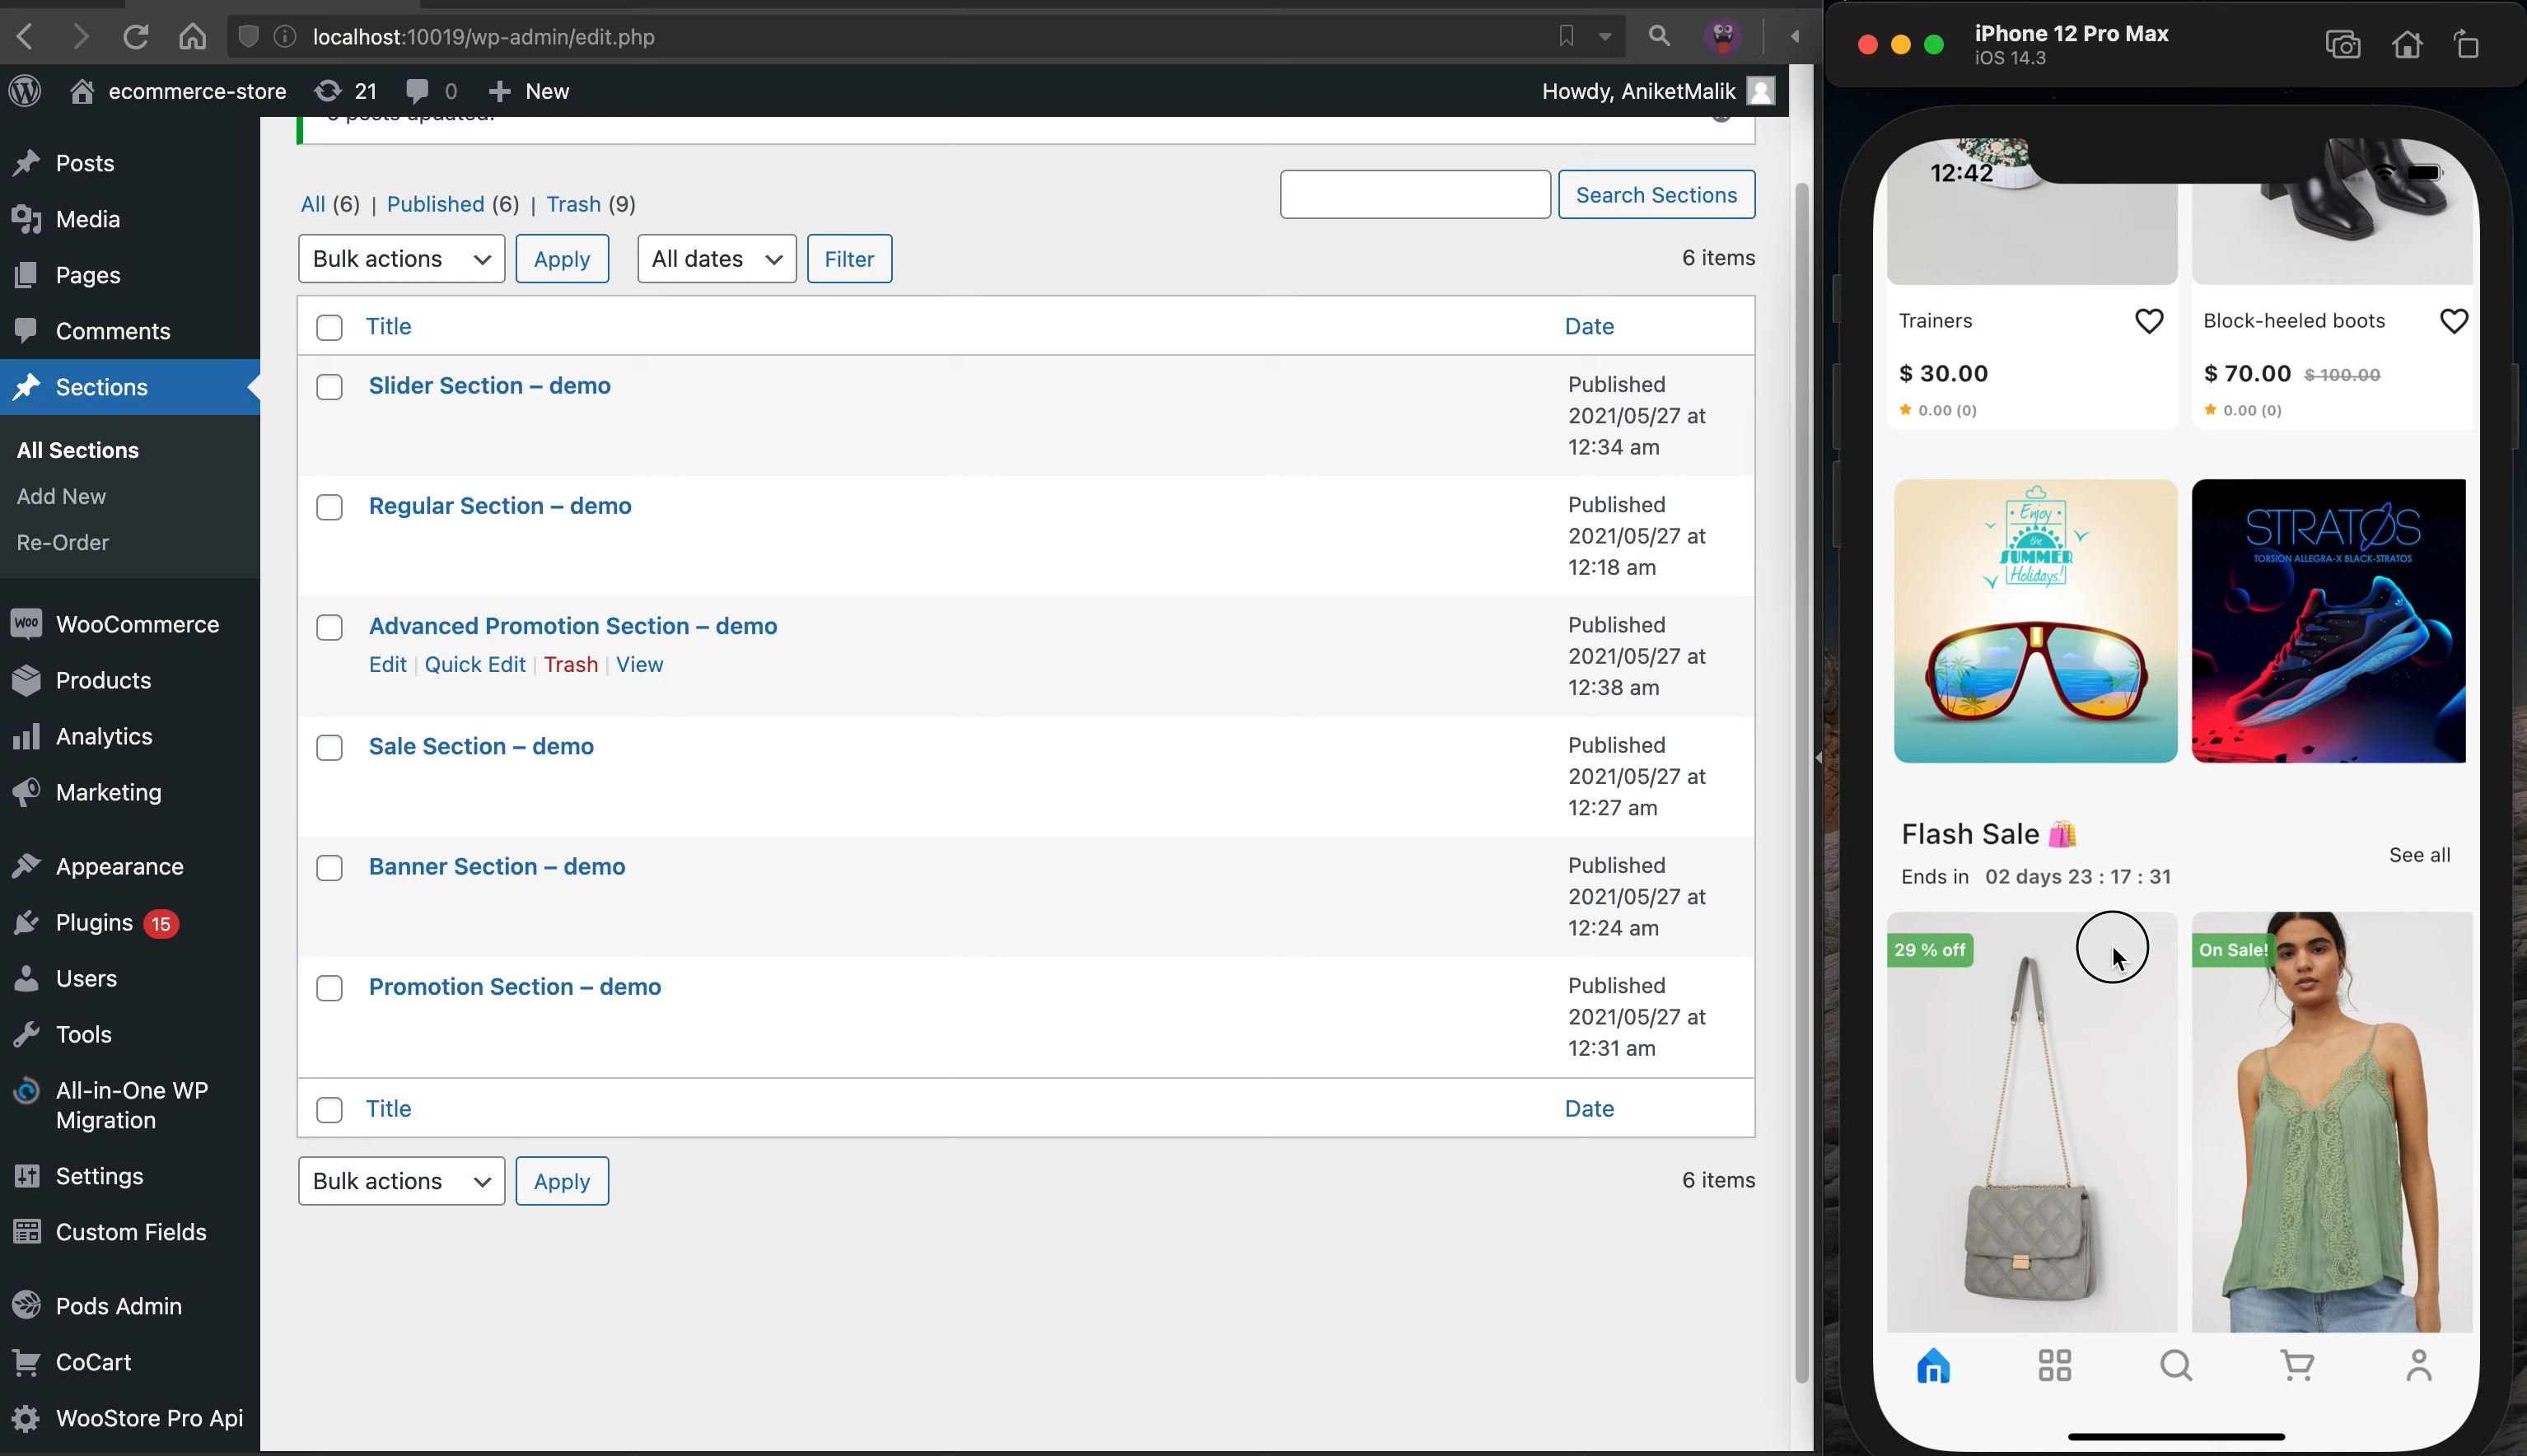 localhost:10019/wp-admin/edit.php
ecommerce-store
21
0
New
Howdy, AniketMalik
Posts
Media
Pages
Comments
Sections
All Sections
Add New
Re-Order
WooCommerce
Products
Analytics
Marketing
Appearance
Plugins 15
Users
Tools
All-in-One WP
Migration
Settings
Custom Fields
Pods Admin
CoCart
WooStore Pro Api
posts updated.
All (6) | Published (6) | Trash (9)
Search Sections
Bulk actions
Apply
All dates
Filter
6 items
Title
Date
Slider Section – demo
Published
2021/05/27 at
12:34 am
Regular Section – demo
Published
2021/05/27 at
12:18 am
Advanced Promotion Section – demo
Edit | Quick Edit | Trash | View
Published
2021/05/27 at
12:38 am
Sale Section – demo
Published
2021/05/27 at
12:27 am
Banner Section – demo
Published
2021/05/27 at
12:24 am
Promotion Section – demo
Published
2021/05/27 at
12:31 am
Title
Date
Bulk actions
Apply
6 items
iPhone 12 Pro Max
iOS 14.3
12:42
Trainers
$ 30.00
0.00 (0)
Block-heeled boots
$ 70.00 $ 100.00
0.00 (0)
Enjoy
the
SUMMER
Holidays!
STRATOS
TORSION ALLEGRA-X BLACK-STRATOS
Flash Sale 🛍️
See all
Ends in 02 days 23 : 17 : 31
29 % off
On Sale!
woo